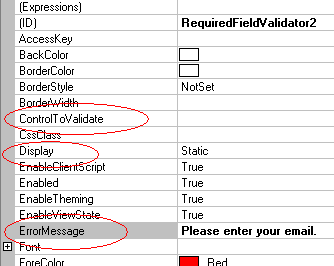 (Expressions)
(ID) RequiredFieldValidator2
AccessKey
BackColor
BorderColor
BorderStyle NotSet
BorderWidth
ControlToValidate
CssClass
Display Static
EnableClientScript True
Enabled True
EnableTheming True
EnableViewState True
ErrorMessage Please enter your email.
Font
ForeColor Red